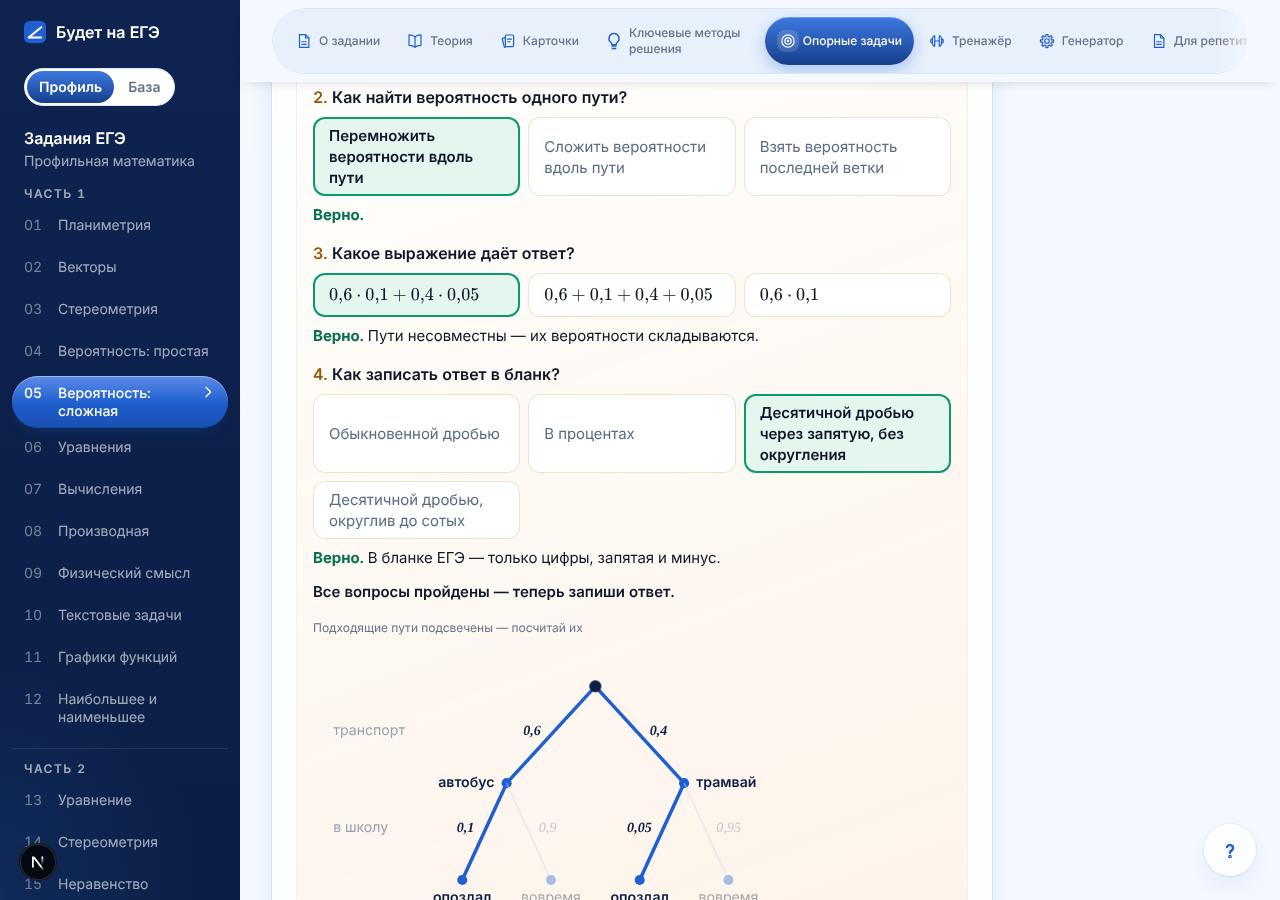 Будет на ЕГЭ
Профиль
База
Задания ЕГЭ
Профильная математика
ЧАСТЬ 1
01 Планиметрия
02 Векторы
03 Стереометрия
04 Вероятность: простая
05 Вероятность:
сложная
06 Уравнения
07 Вычисления
08 Производная
09 Физический смысл
10 Текстовые задачи
11 Графики функций
12 Наибольшее и
наименьшее
ЧАСТЬ 2
13 Уравнение
14 Стереометрия
15 Неравенство
N
О задании
Теория
Карточки
Ключевые методы
решения
Опорные задачи
Тренажёр
Генератор
Для репетит
2. Как найти вероятность одного пути?
Перемножить
вероятности вдоль
пути
Сложить вероятности
вдоль пути
Взять вероятность
последней ветки
Верно.
3. Какое выражение даёт ответ?
0,6 · 0,1 + 0,4 · 0,05
0,6 + 0,1 + 0,4 + 0,05
0,6 · 0,1
Верно. Пути несовместны — их вероятности складываются.
4. Как записать ответ в бланк?
Обыкновенной дробью
В процентах
Десятичной дробью
через запятую, без
округления
Десятичной дробью,
округлив до сотых
Верно. В бланке ЕГЭ — только цифры, запятая и минус.
Все вопросы пройдены — теперь запиши ответ.
Подходящие пути подсвечены — посчитай их
транспорт
0,6
0,4
автобус
трамвай
в школу
0,1
0,9
0,05
0,95
опоздал
вовремя
опоздал
вовремя
?